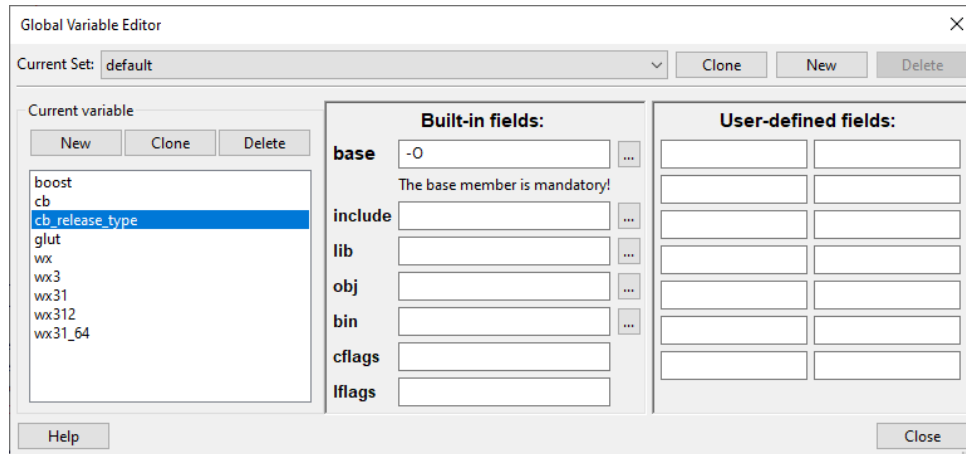 Global Variable Editor
Current Set: default Clone New Delete
Current variable
New Clone Delete
boost
cb
cb_release_type
glut
wx
wx3
wx31
wx312
wx31_64
Built-in fields:
base -O ...
The base member is mandatory!
include ...
lib ...
obj ...
bin ...
cflags
lflags
User-defined fields:
Help Close